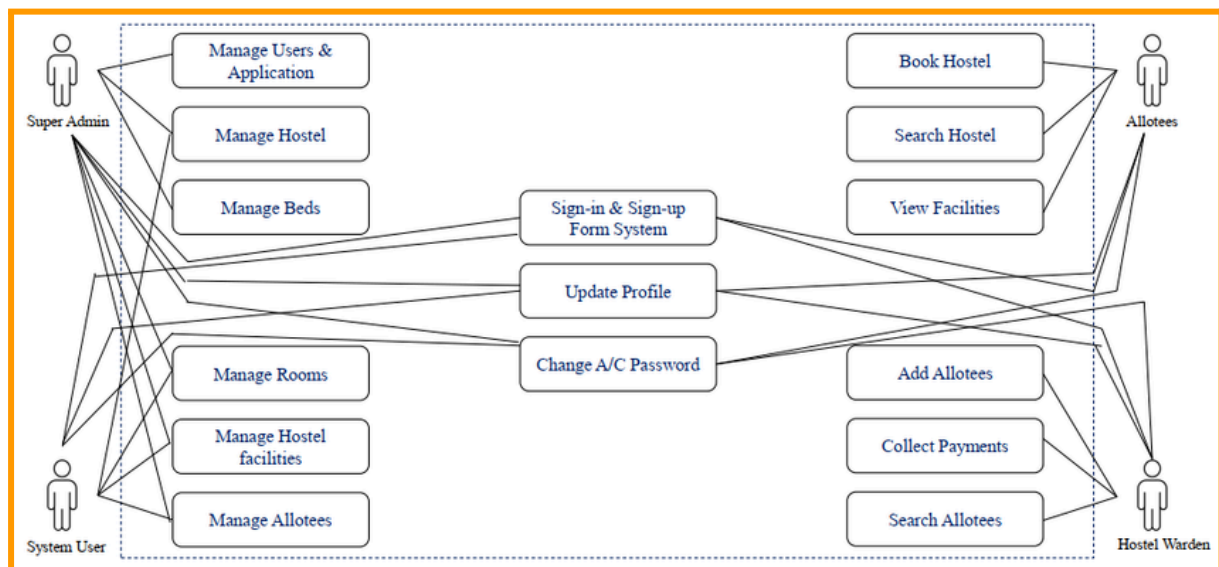 Super Admin
Manage Users &
Application
Manage Hostel
Manage Beds
Sign-in & Sign-up
Form System
Update Profile
Change A/C Password
Manage Rooms
Manage Hostel
facilities
Manage Allotees
System User
Book Hostel
Search Hostel
View Facilities
Allotees
Add Allotees
Collect Payments
Search Allotees
Hostel Warden